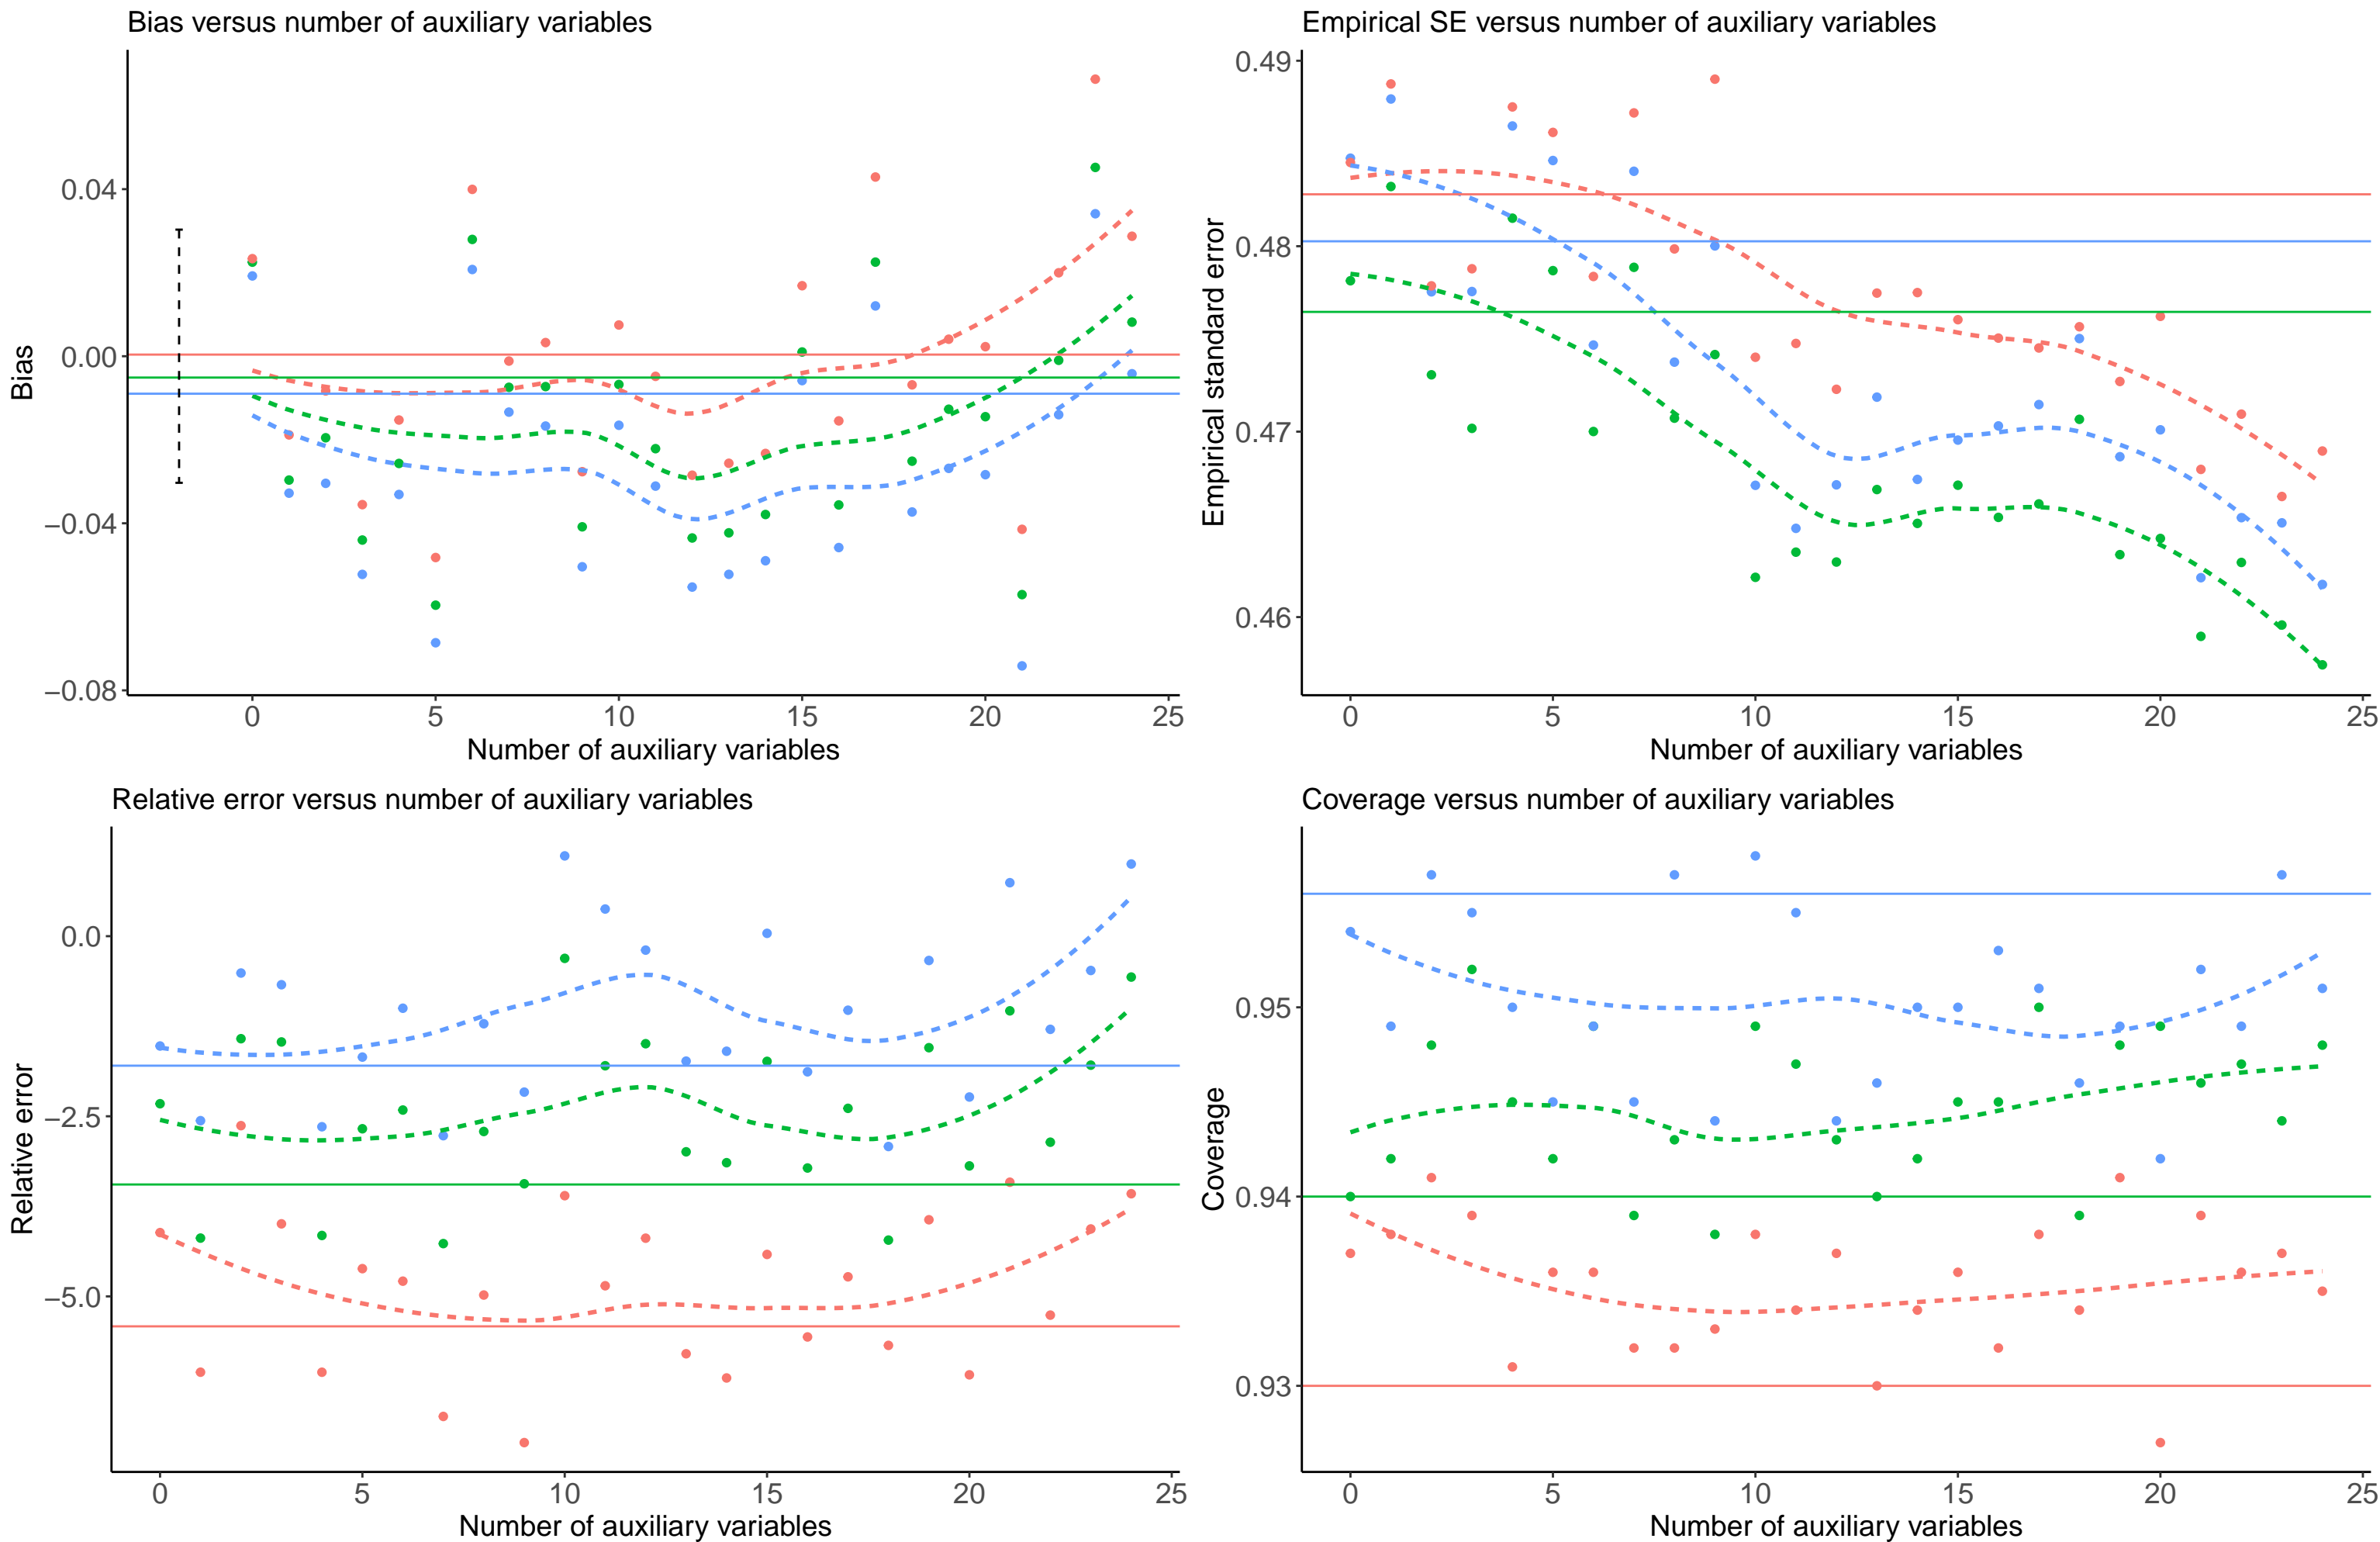 Bias versus number of auxiliary variables
0.04
0.00
−0.04
−0.08
Bias
0 5 10 15 20 25
Number of auxiliary variables
Empirical SE versus number of auxiliary variables
0.49
0.48
0.47
0.46
Empirical standard error
0 5 10 15 20 25
Number of auxiliary variables
Relative error versus number of auxiliary variables
0.0
−2.5
−5.0
Relative error
0 5 10 15 20 25
Number of auxiliary variables
Coverage versus number of auxiliary variables
0.95
0.94
0.93
Coverage
0 5 10 15 20 25
Number of auxiliary variables